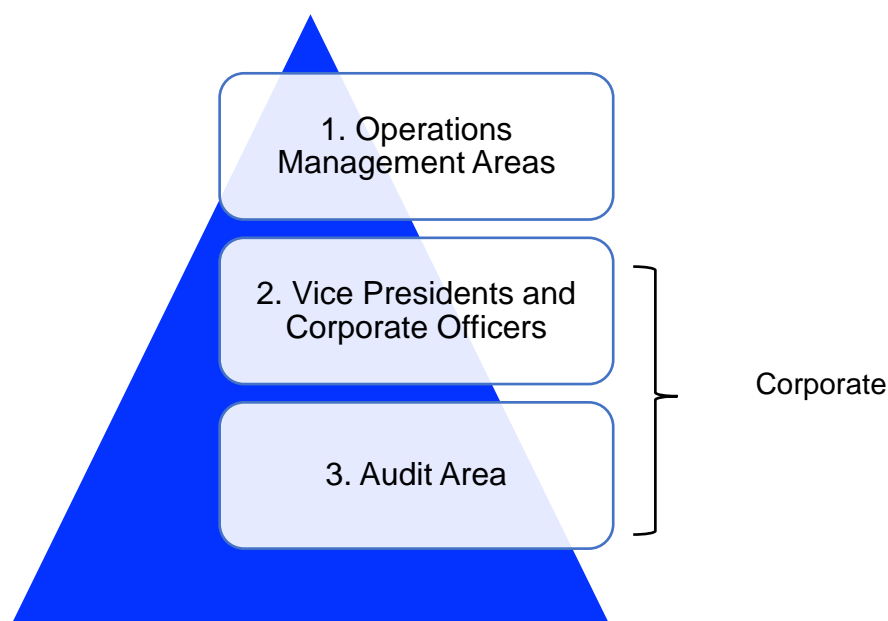 1. Operations
Management Areas
2. Vice Presidents and
Corporate Officers
Corporate
3. Audit Area